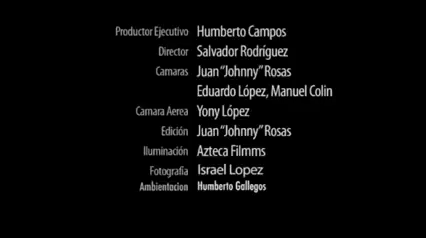 Productor Ejecutivo Humberto Campos
Director Salvador Rodríguez
Camaras Juan “Johnny” Rosas
Eduardo López, Manuel Colin
Camara Aerea Yony López
Edición Juan “Johnny” Rosas
Iluminación Azteca Filmms
Fotografía Israel Lopez
Ambientacion Humberto Gallegos